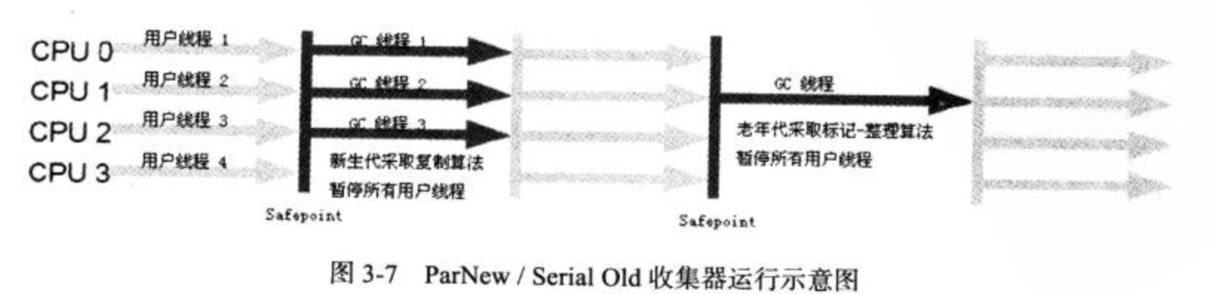 CPU 0
用户线程 1
GC 线程 1
CPU 1
用户线程 2
GC 线程 2
CPU 2
用户线程 3
GC 线程 3
CPU 3
用户线程 4
新生代采取复制算法
暂停所有用户线程
Safepoint
GC 线程
老年代采取标记-整理算法
暂停所有用户线程
Safepoint
图 3-7 ParNew / Serial Old 收集器运行示意图